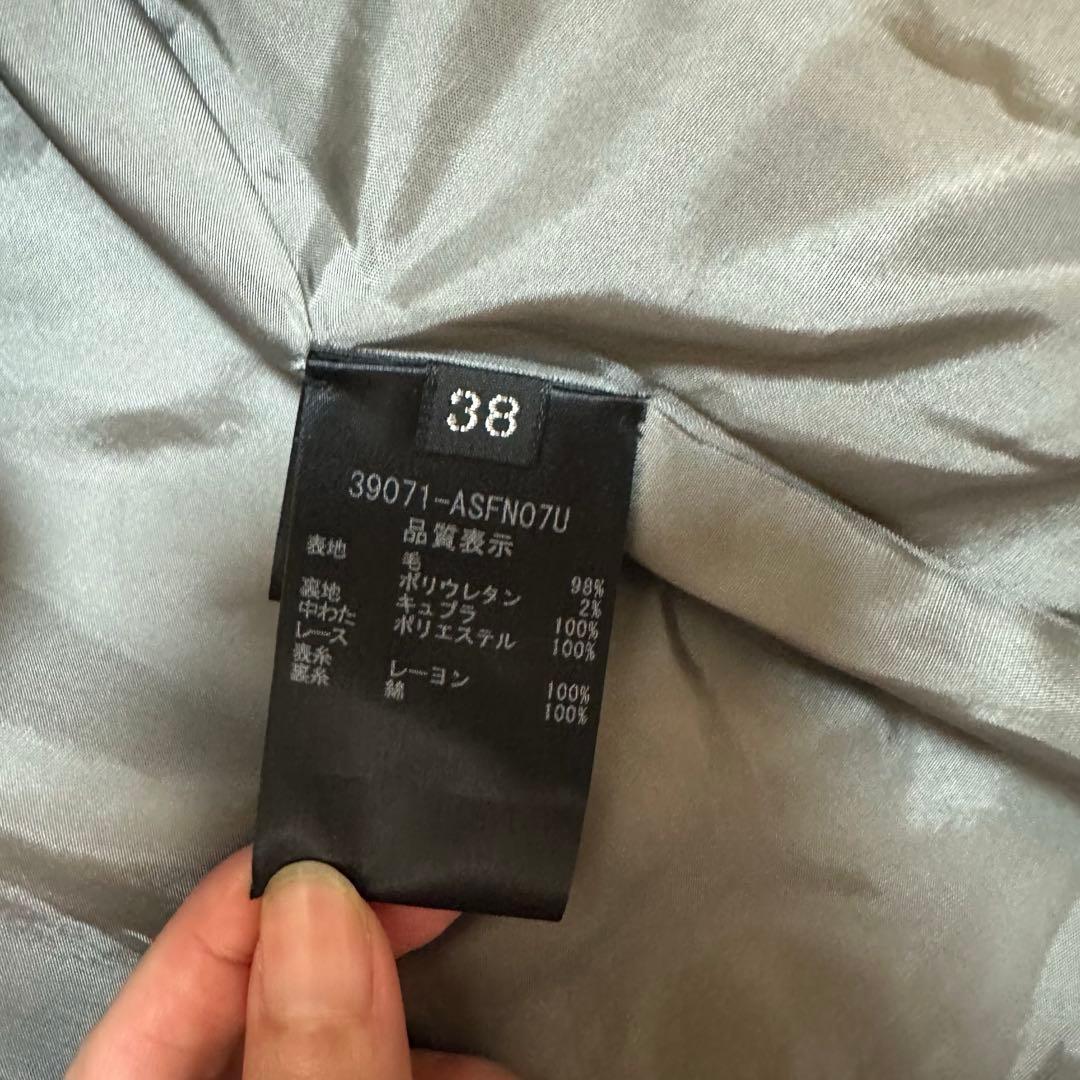 38
39071-ASFN07U
品質表示
表地 毛 98%
ポリウレタン 2%
裏地 キュプラ 100%
中わた ポリエステル 100%
レース
表糸 レーヨン 100%
裏糸 綿 100%